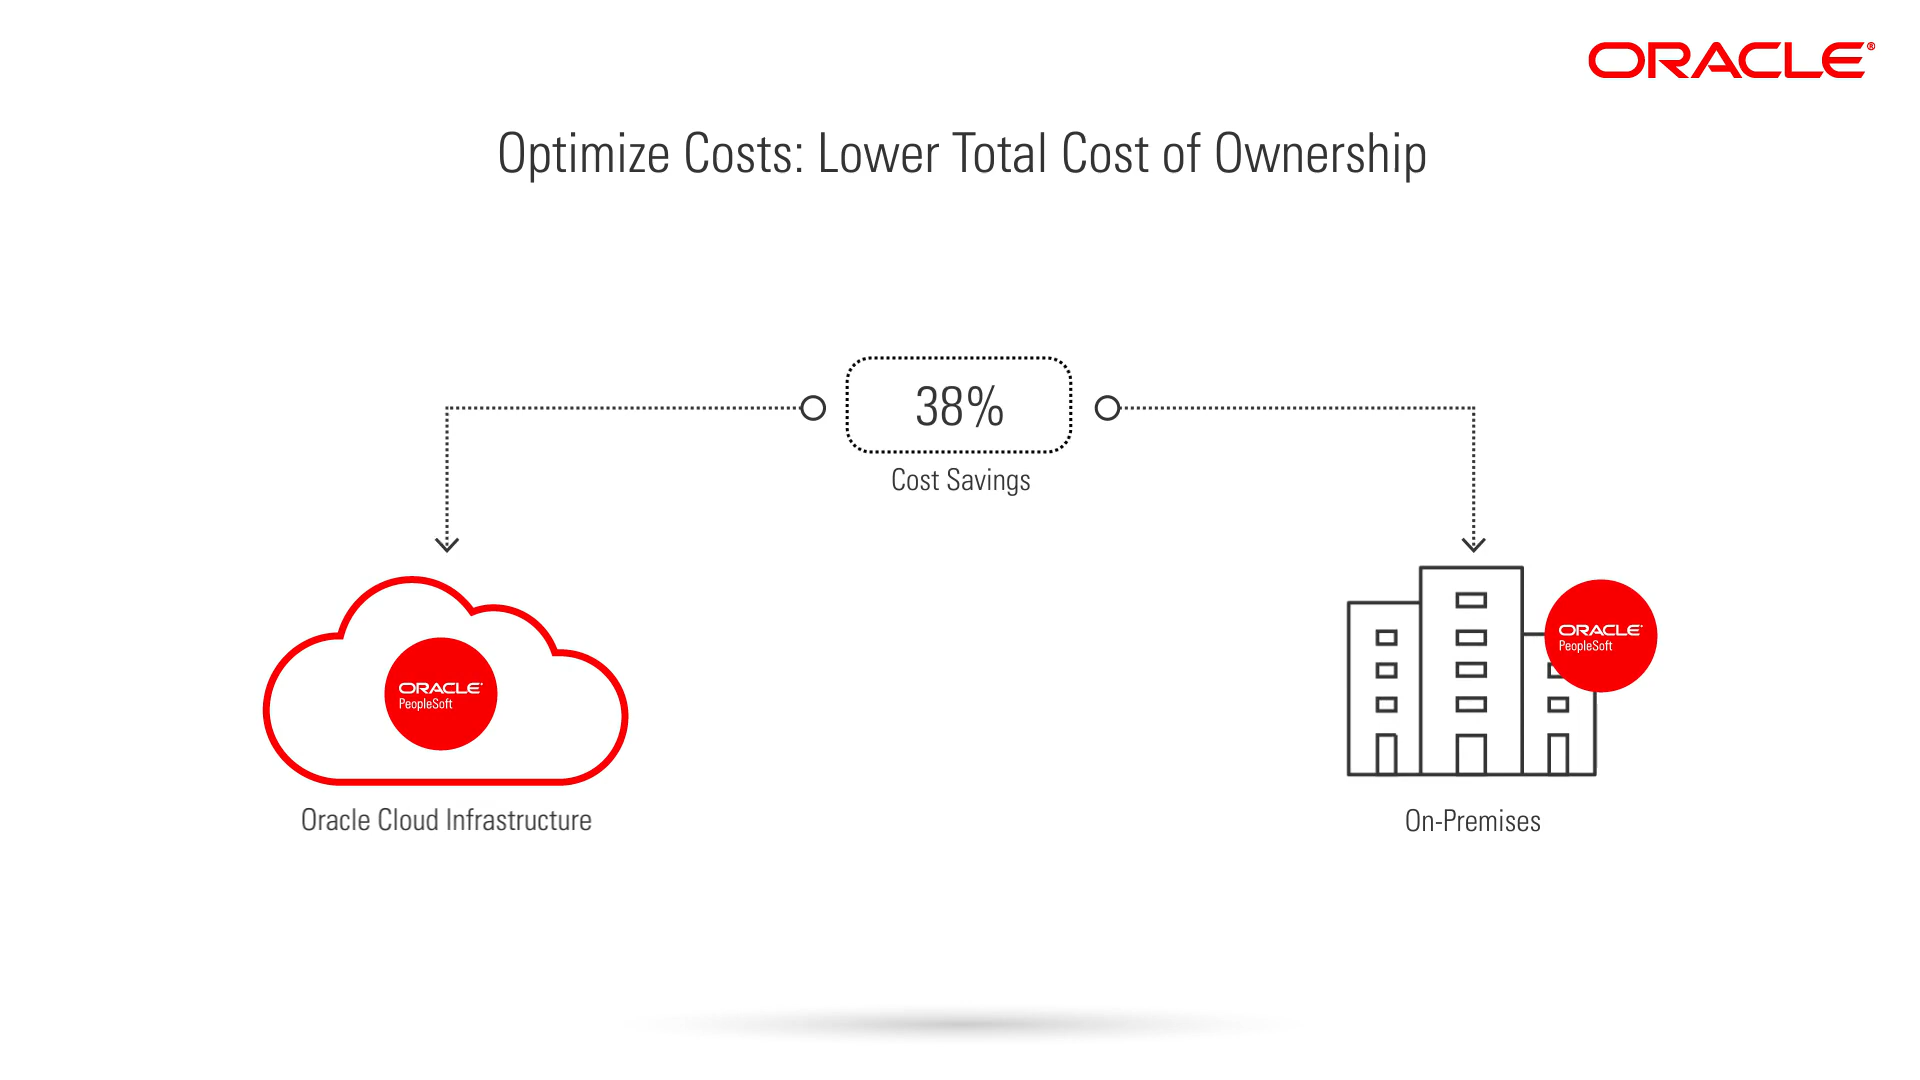 ORACLE®
Optimize Costs: Lower Total Cost of Ownership
38%
Cost Savings
ORACLE®
PeopleSoft
Oracle Cloud Infrastructure
ORACLE®
PeopleSoft
On-Premises